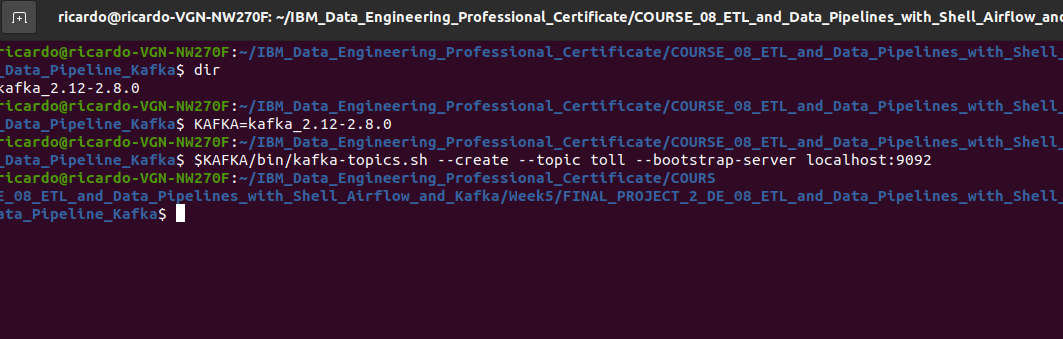 ricardo@ricardo-VGN-NW270F: ~/IBM_Data_Engineering_Professional_Certificate/COURSE_08_ETL_and_Data_Pipelines_with_Shell_Airflow_and
ricardo@ricardo-VGN-NW270F:~/IBM_Data_Engineering_Professional_Certificate/COURSE_08_ETL_and_Data_Pipelines_with_Shell_
_Data_Pipeline_Kafka$ dir
kafka_2.12-2.8.0
ricardo@ricardo-VGN-NW270F:~/IBM_Data_Engineering_Professional_Certificate/COURSE_08_ETL_and_Data_Pipelines_with_Shell_
_Data_Pipeline_Kafka$ KAFKA=kafka_2.12-2.8.0
ricardo@ricardo-VGN-NW270F:~/IBM_Data_Engineering_Professional_Certificate/COURSE_08_ETL_and_Data_Pipelines_with_Shell_
_Data_Pipeline_Kafka$ $KAFKA/bin/kafka-topics.sh --create --topic toll --bootstrap-server localhost:9092
ricardo@ricardo-VGN-NW270F:~/IBM_Data_Engineering_Professional_Certificate/COURS
E_08_ETL_and_Data_Pipelines_with_Shell_Airflow_and_Kafka/Week5/FINAL_PROJECT_2_DE_08_ETL_and_Data_Pipelines_with_Shell_
ata_Pipeline_Kafka$